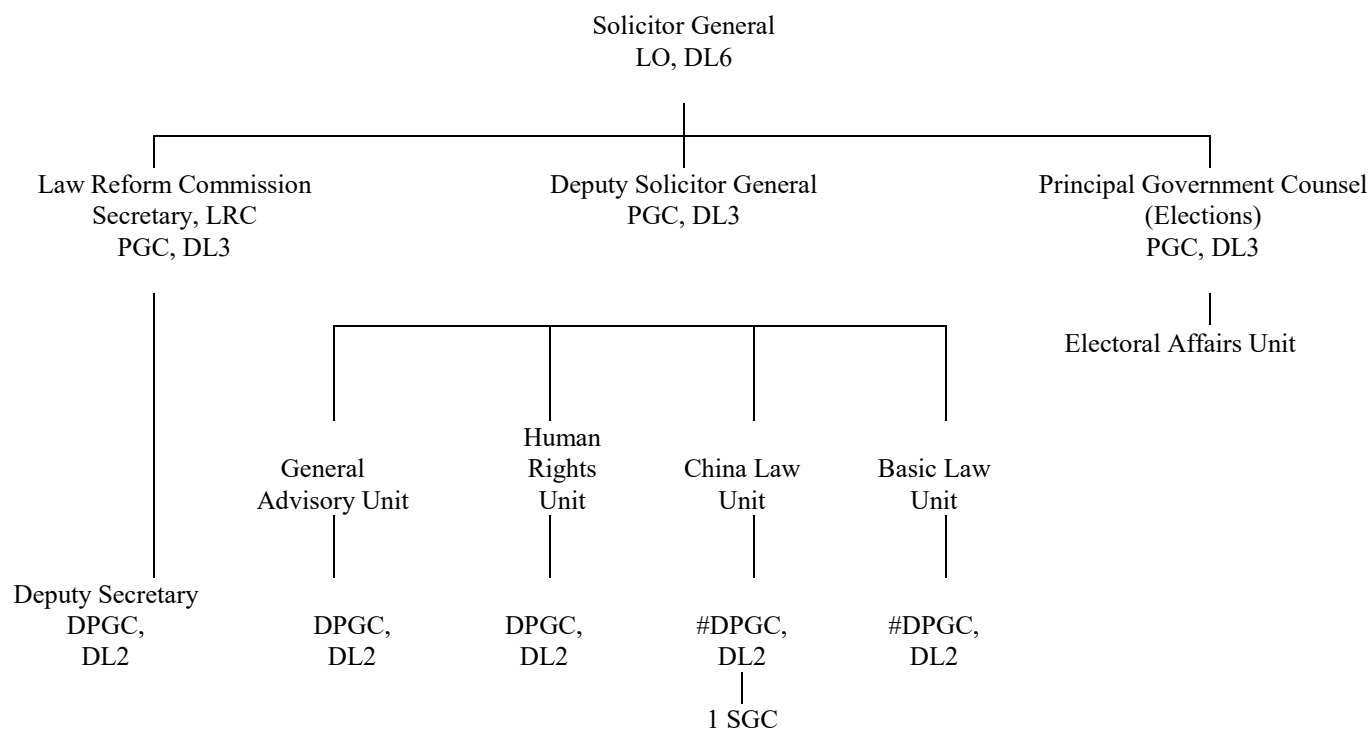 Solicitor General
LO, DL6
Law Reform Commission
Secretary, LRC
PGC, DL3
Deputy Solicitor General
PGC, DL3
Principal Government Counsel
(Elections)
PGC, DL3
Electoral Affairs Unit
General
Advisory Unit
Human
Rights
Unit
China Law
Unit
Basic Law
Unit
Deputy Secretary
DPGC,
DL2
DPGC,
DL2
DPGC,
DL2
#DPGC,
DL2
1 SGC
#DPGC,
DL2